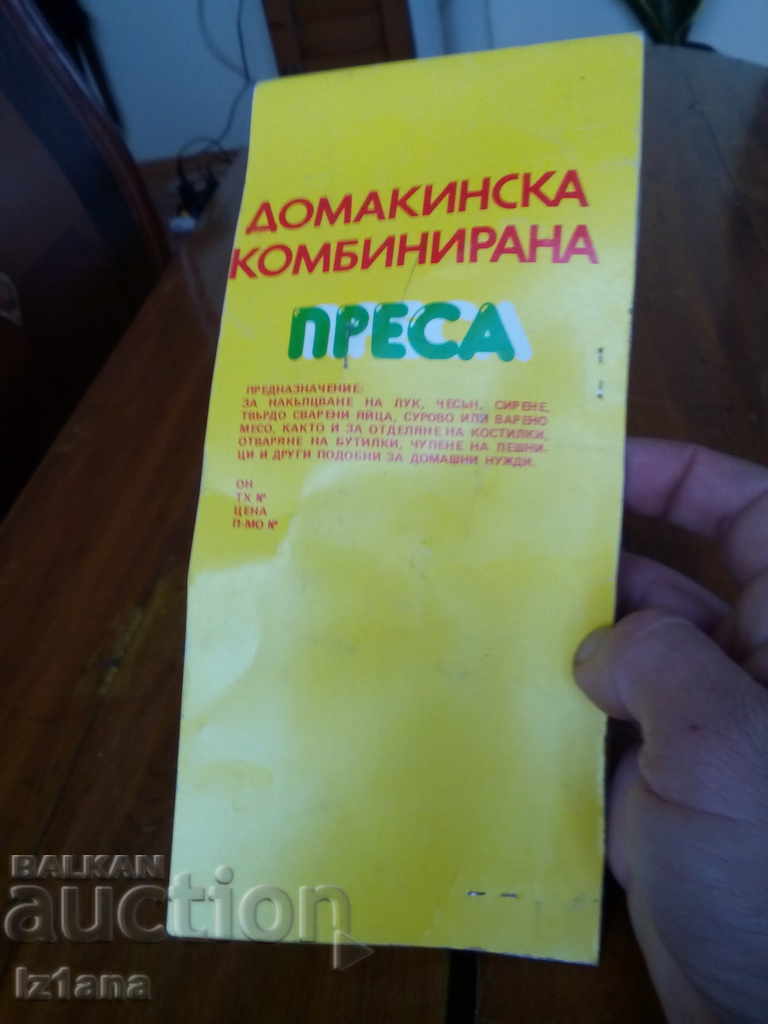 ДОМАКИНСКА
КОМБИНИРАНА
ПРЕСА
ПРЕДНАЗНАЧЕНИЕ:
ЗА НАКЪЛЦВАНЕ НА ЛУК, ЧЕСЪН, СИРЕНЕ,
ТВЪРДО СВАРЕНИ ЯЙЦА, СУРОВО ИЛИ ВАРЕНО
МЕСО, КАКТО И ЗА ОТДЕЛЯНЕ НА КОСТИЛКИ,
ОТВАРЯНЕ НА БУТИЛКИ, ЧУПЕНЕ НА ЛЕШНИ-
ЦИ И ДРУГИ ПОДОБНИ ЗА ДОМАШНИ НУЖДИ.
ОН
ТХ №
ЦЕНА
П-МО №
BALKAN
auction
Iz1ana